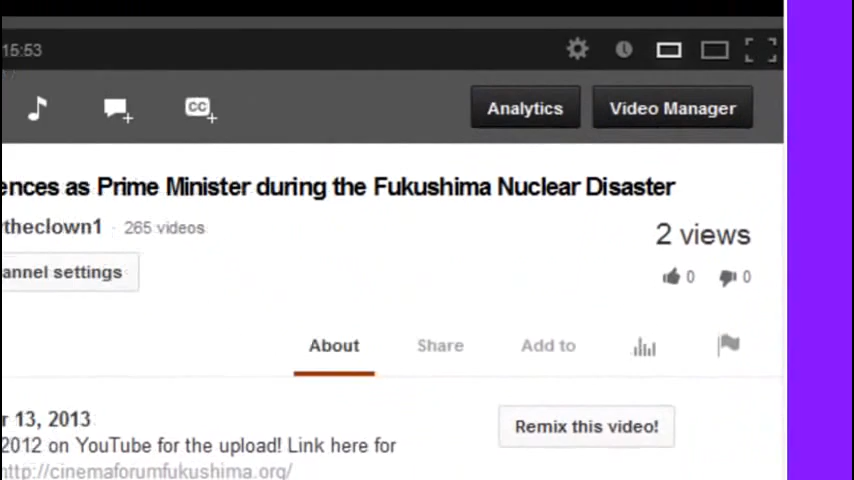 15:53
CC
Analytics
Video Manager
ences as Prime Minister during the Fukushima Nuclear Disaster
theclown1 · 265 videos
2 views
annel settings
0
0
About
Share
Add to
r 13, 2013
Remix this video!
2012 on YouTube for the upload! Link here for
http://cinemaforumfukushima.org/